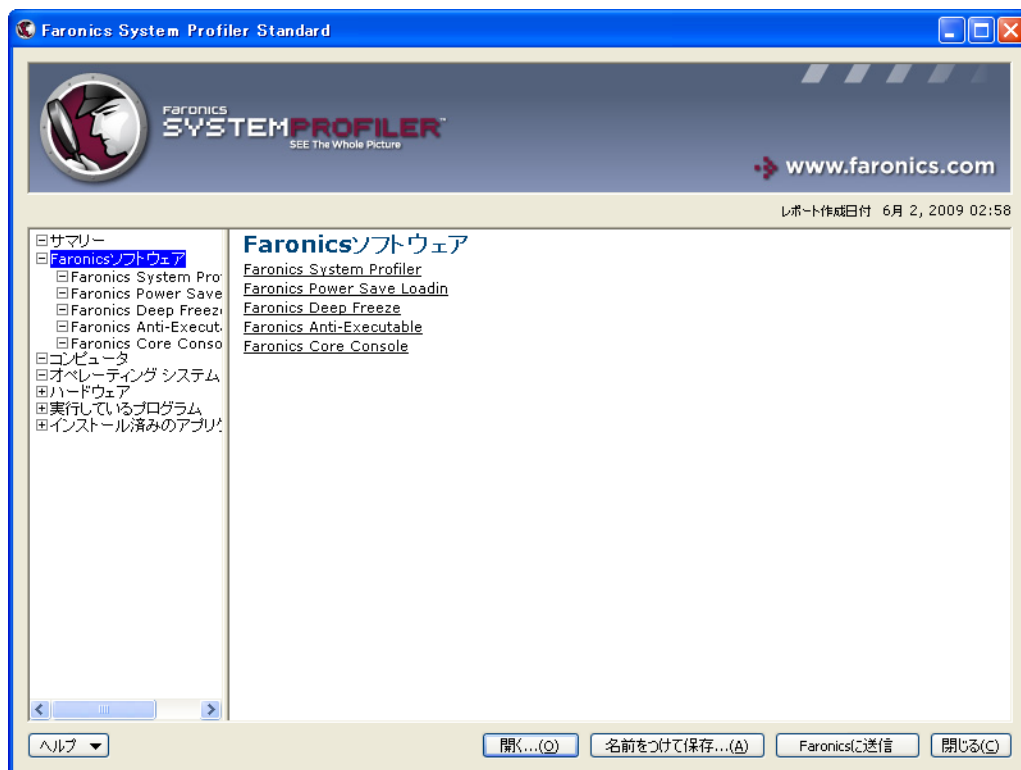 Faronics System Profiler Standard
Faronics
SYSTEMPROFILER™
SEE The Whole Picture
www.faronics.com
レポート作成日付 6月 2, 2009 02:58
サマリー
Faronicsソフトウェア
Faronics System Pro
Faronics Power Save
Faronics Deep Freez
Faronics Anti-Execut
Faronics Core Conso
コンピュータ
オペレーティング システム
ハードウェア
実行しているプログラム
インストール済みのアプリケ
Faronicsソフトウェア
Faronics System Profiler
Faronics Power Save Loadin
Faronics Deep Freeze
Faronics Anti-Executable
Faronics Core Console
ヘルプ
開く...(O)
名前をつけて保存...(A)
Faronicsに送信
閉じる(C)